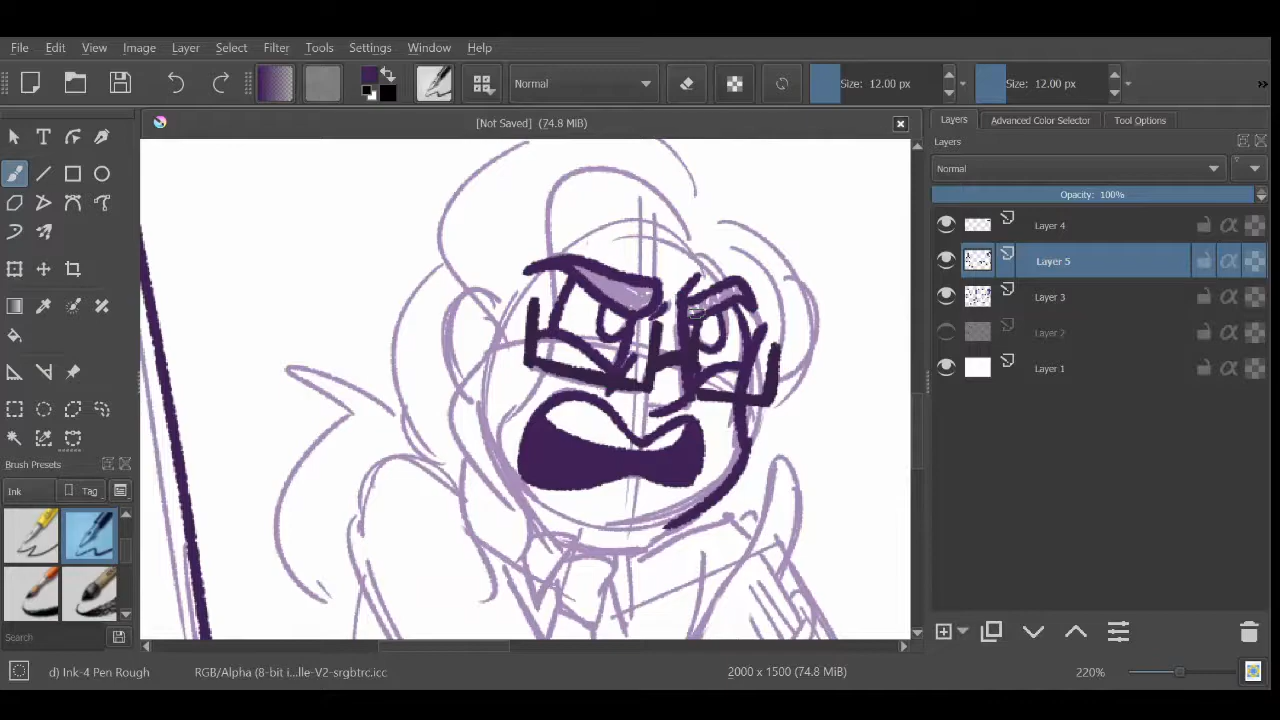 File Edit View Image Layer Select Filter Tools Settings Window Help
Normal Size: 12.00 px Size: 12.00 px »
[Not Saved] (74.8 MiB)
Layers Advanced Color Selector Tool Options
Layers
Normal
Opacity: 100%
Layer 4
Layer 5
Layer 3
Layer 2
Layer 1
Brush Presets
Ink Tag
Search
d) Ink-4 Pen Rough RGB/Alpha (8-bit i...lle-V2-srgbtrc.icc 2000 x 1500 (74.8 MiB) 220%